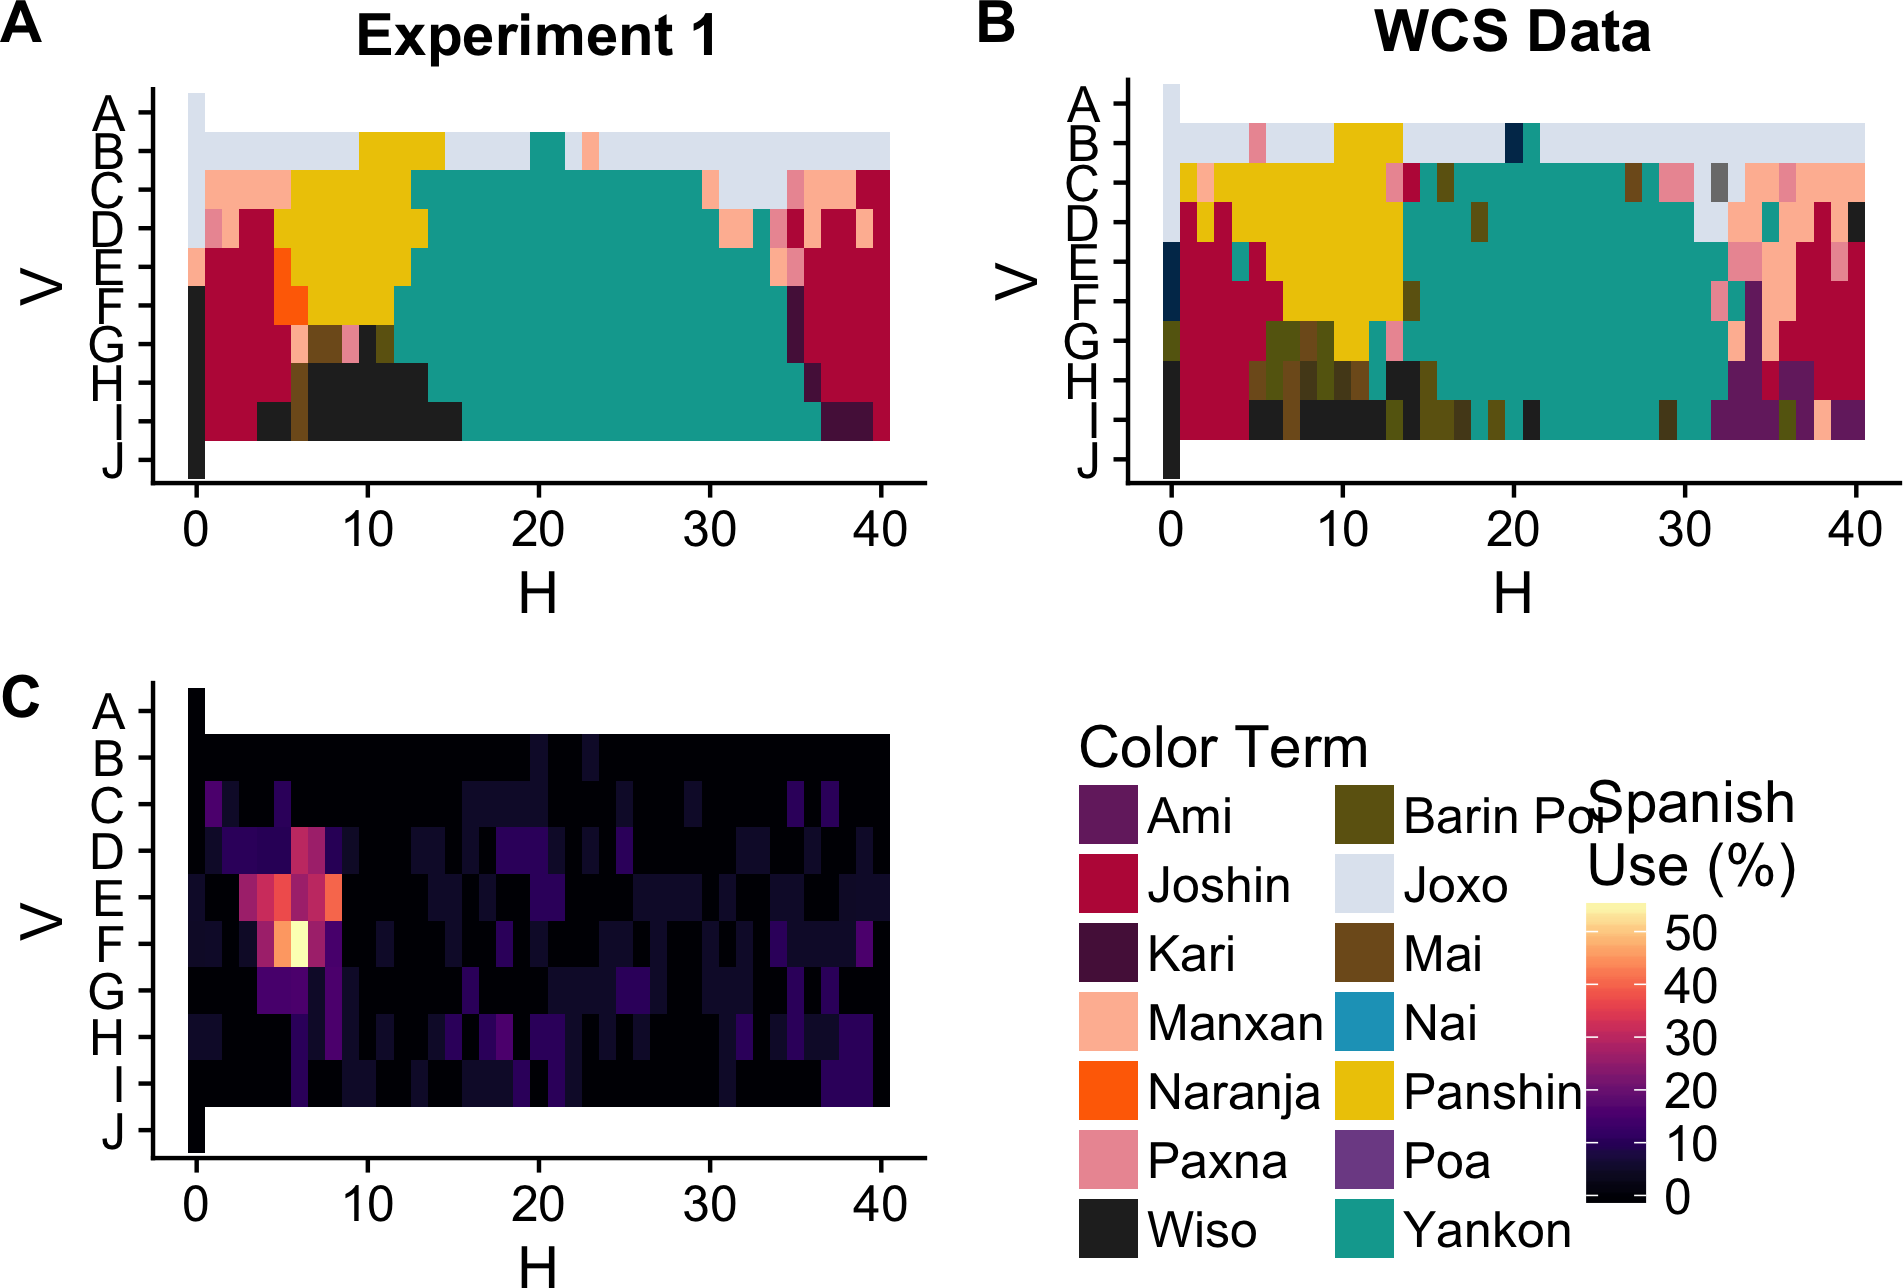 A
Experiment 1
A
B
C
D
E
F
G
H
I
J
V
0 10 20 30 40
H
B
WCS Data
A
B
C
D
E
F
G
H
I
J
V
0 10 20 30 40
H
C
A
B
C
D
E
F
G
H
I
J
V
0 10 20 30 40
H
Color Term
Ami
Joshin
Kari
Manxan
Naranja
Paxna
Wiso
Barin Poi
Joxo
Mai
Nai
Panshin
Poa
Yankon
Spanish
Use (%)
50
40
30
20
10
0